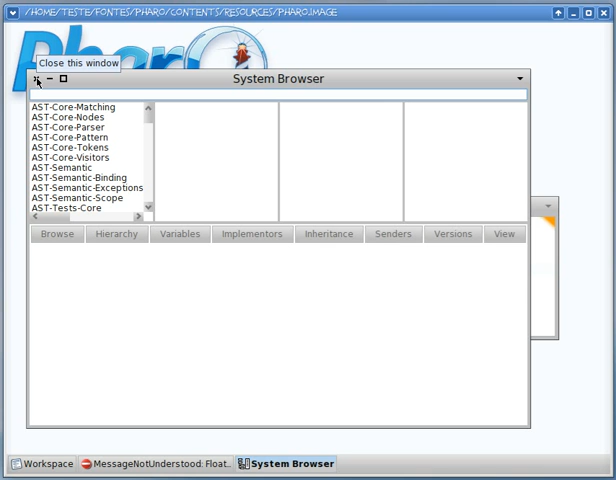 /HOME/TESTE/FONTES/PHARO/CONTENTS/RESOURCES/PHARO.IMAGE
Phar
Close this window
System Browser
AST-Core-Matching
AST-Core-Nodes
AST-Core-Parser
AST-Core-Pattern
AST-Core-Tokens
AST-Core-Visitors
AST-Semantic
AST-Semantic-Binding
AST-Semantic-Exceptions
AST-Semantic-Scope
AST-Tests-Core
Browse Hierarchy Variables Implementors Inheritance Senders Versions View
Workspace MessageNotUnderstood: Float.. System Browser